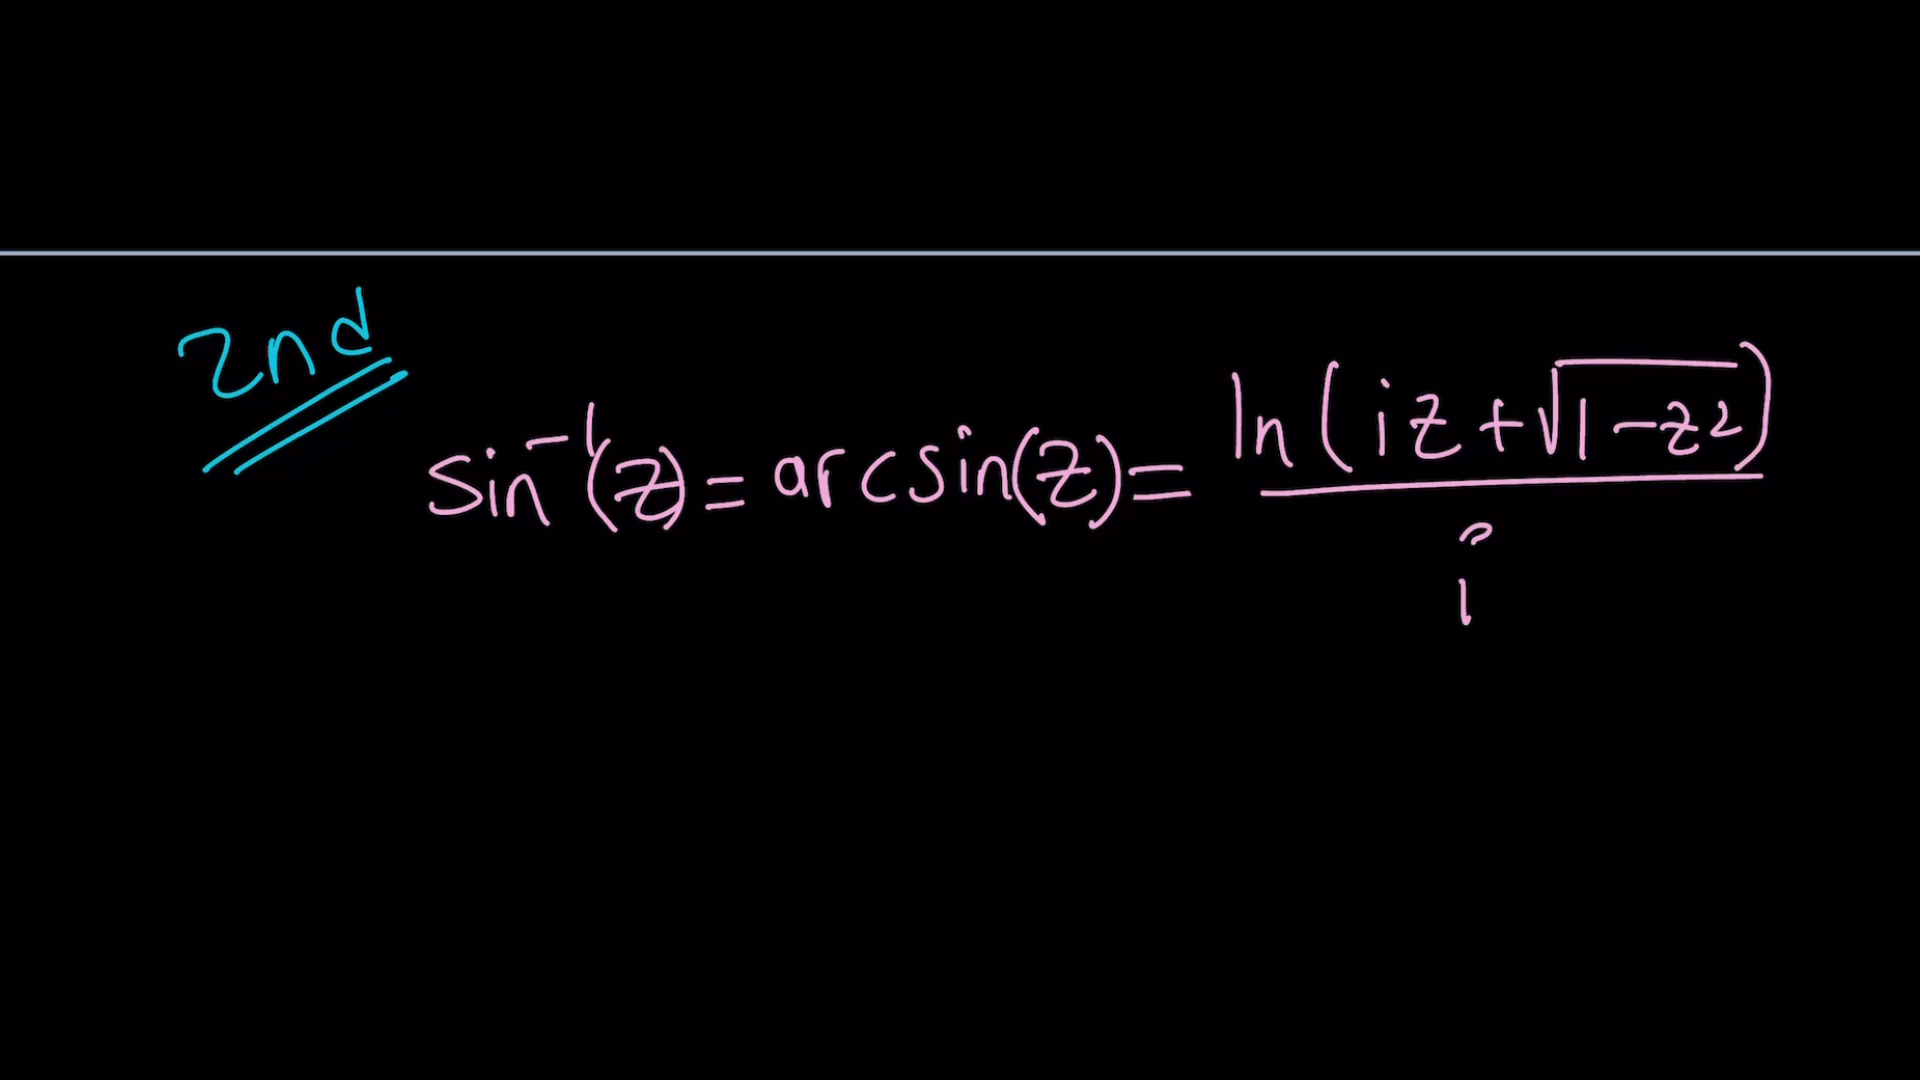 2nd
sin⁻¹(z) = arcsin(z) = ln(iz + √(1 - z²)) / i